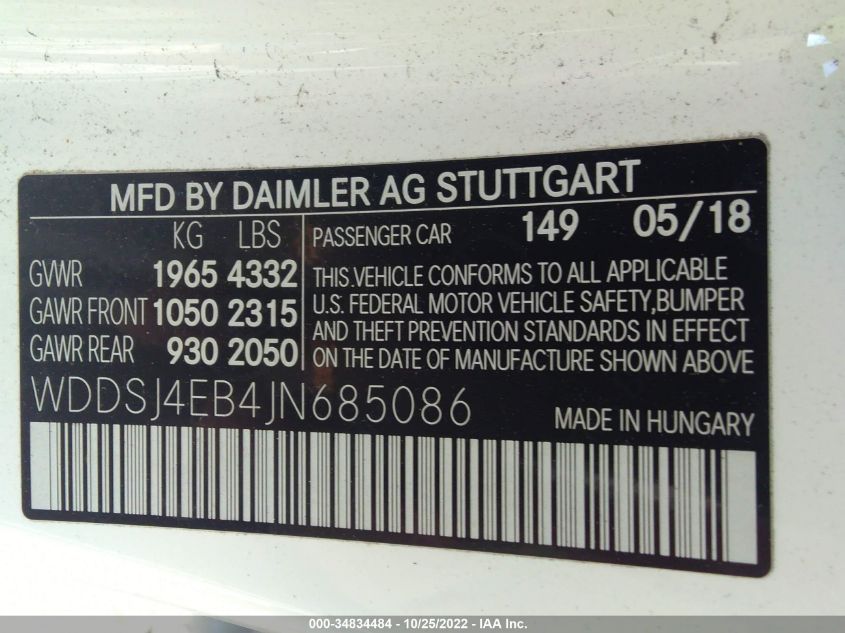 MFD BY DAIMLER AG STUTTGART
KG LBS PASSENGER CAR 149 05/18
GVWR 1965 4332
GAWR FRONT 1050 2315
GAWR REAR 930 2050
THIS.VEHICLE CONFORMS TO ALL APPLICABLE
U.S. FEDERAL MOTOR VEHICLE SAFETY,BUMPER
AND THEFT PREVENTION STANDARDS IN EFFECT
ON THE DATE OF MANUFACTURE SHOWN ABOVE
WDDSJ4EB4JN685086 MADE IN HUNGARY
000-34834484 - 10/25/2022 - IAA Inc.